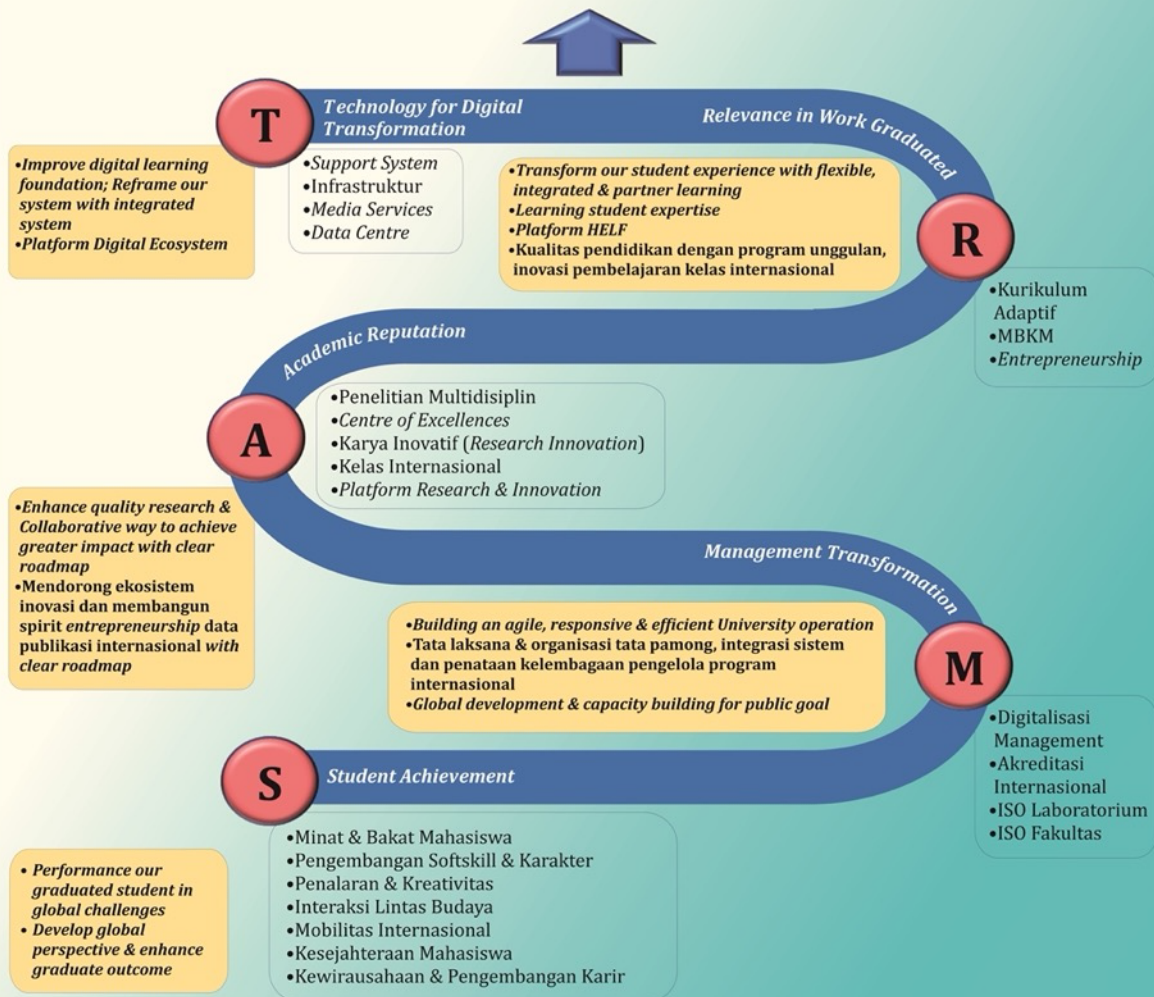 T
Technology for Digital
Transformation
Relevance in Work Graduated
•Improve digital learning
foundation; Reframe our
system with integrated
system
•Platform Digital Ecosystem
•Support System
•Infrastruktur
•Media Services
•Data Centre
•Transform our student experience with flexible,
integrated & partner learning
•Learning student expertise
•Platform HELF
•Kualitas pendidikan dengan program unggulan,
inovasi pembelajaran kelas internasional
R
•Kurikulum
Adaptif
•MBKM
•Entrepreneurship
Academic Reputation
A
•Penelitian Multidisiplin
•Centre of Excellences
•Karya Inovatif (Research Innovation)
•Kelas Internasional
•Platform Research & Innovation
•Enhance quality research &
Collaborative way to achieve
greater impact with clear
roadmap
•Mendorong ekosistem
inovasi dan membangun
spirit entrepreneurship data
publikasi internasional with
clear roadmap
Management Transformation
•Building an agile, responsive & efficient University operation
•Tata laksana & organisasi tata pamong, integrasi sistem
dan penataan kelembagaan pengelola program
internasional
•Global development & capacity building for public goal
M
•Digitalisasi
Management
•Akreditasi
Internasional
•ISO Laboratorium
•ISO Fakultas
S
Student Achievement
•Minat & Bakat Mahasiswa
•Pengembangan Softskill & Karakter
•Penalaran & Kreativitas
•Interaksi Lintas Budaya
•Mobilitas Internasional
•Kesejahteraan Mahasiswa
•Kewirausahaan & Pengembangan Karir
• Performance our
graduated student in
global challenges
• Develop global
perspective & enhance
graduate outcome